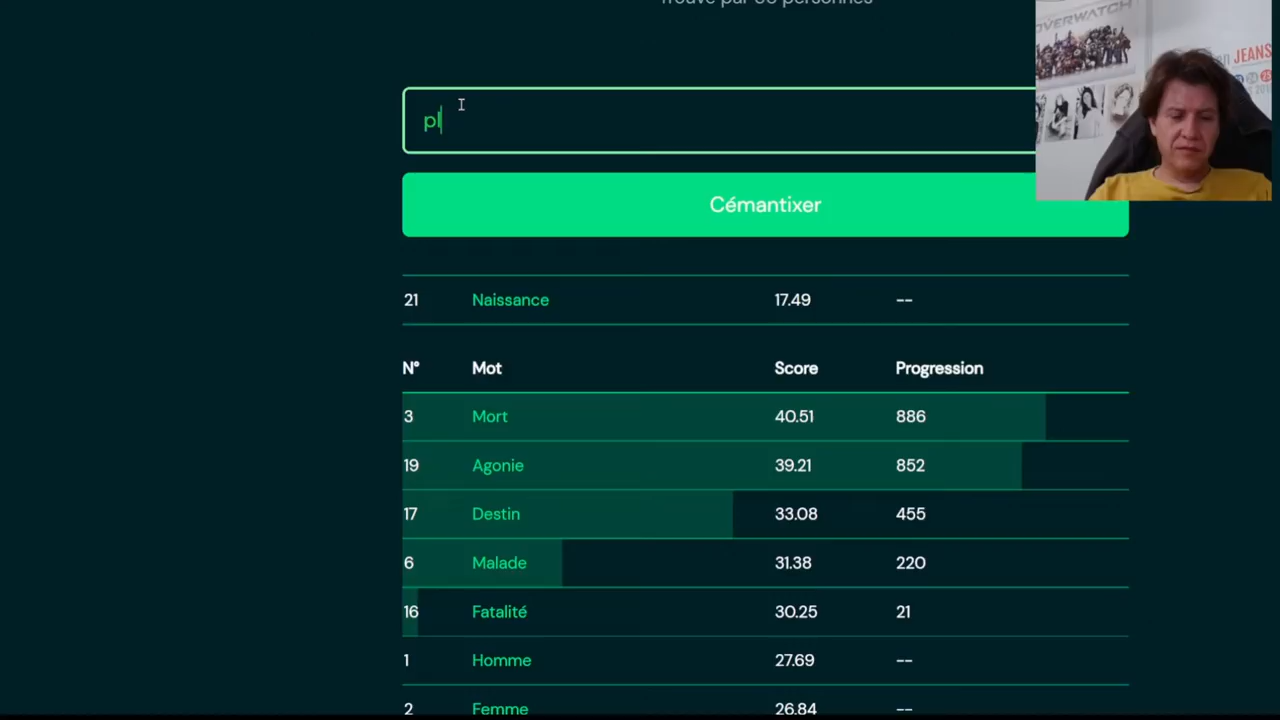 OVERWATCH
JEANS
pl
Cémantixer
21 Naissance 17.49 --
N° Mot Score Progression
3 Mort 40.51 886
19 Agonie 39.21 852
17 Destin 33.08 455
6 Malade 31.38 220
16 Fatalité 30.25 21
1 Homme 27.69 --
2 Femme 26.84 --